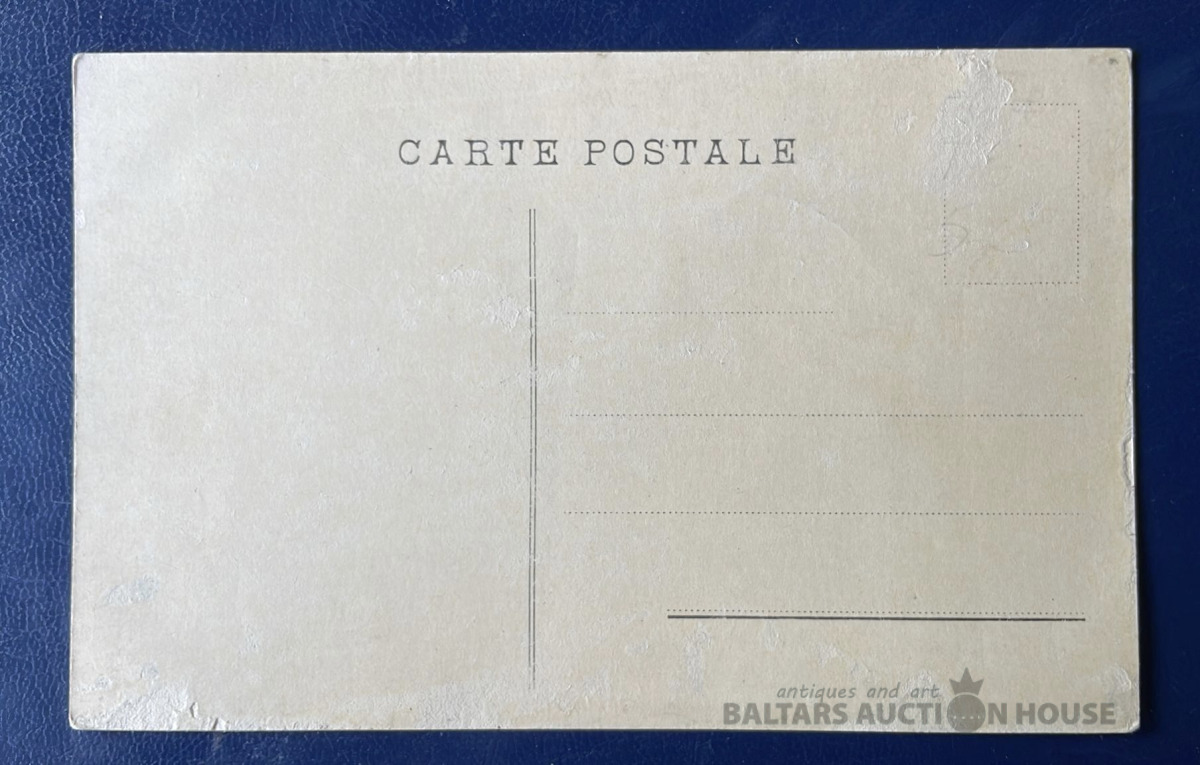 CARTE POSTALE
antiques and art
BALTARS AUCTION HOUSE